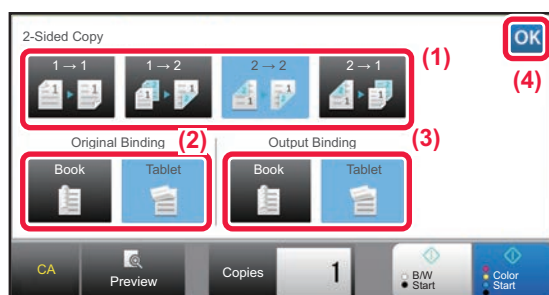 2-Sided Copy
OK
1 → 1
1 → 2
2 → 2
2 → 1
(1)
(4)
Original Binding
(2)
Output Binding
(3)
Book
Tablet
Book
Tablet
CA
Preview
Copies
1
B/W
Start
Color
Start